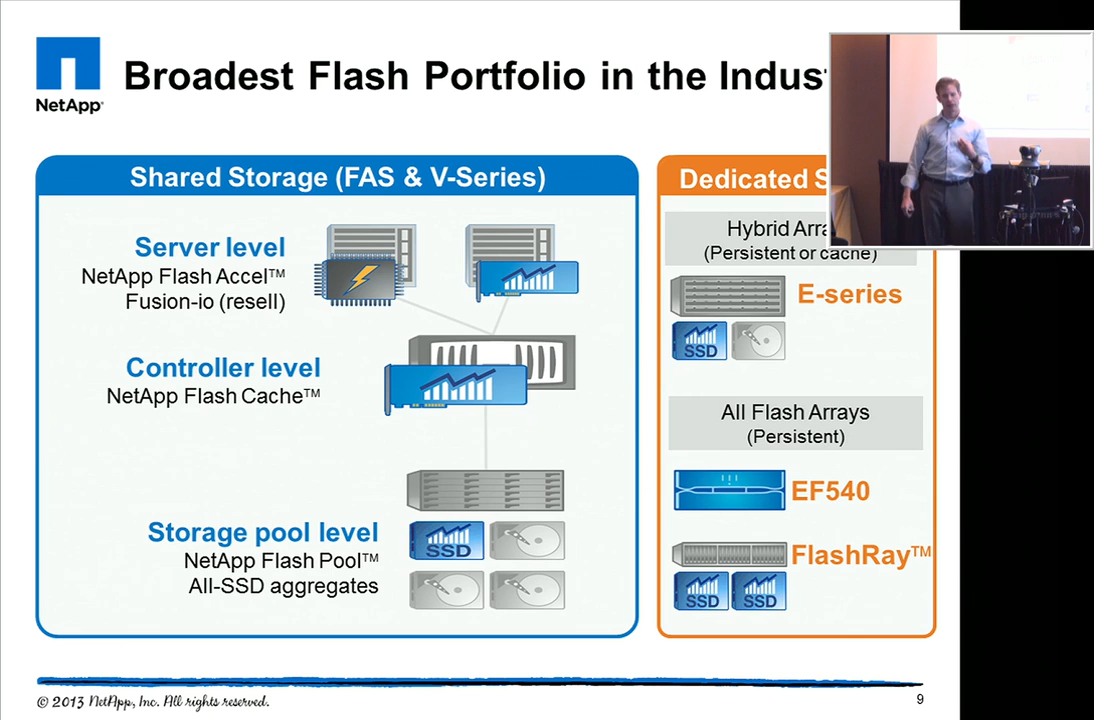 NetApp®
Broadest Flash Portfolio in the Indus
Shared Storage (FAS & V-Series)
Server level
NetApp Flash Accel™
Fusion-io (resell)
Controller level
NetApp Flash Cache™
Storage pool level
NetApp Flash Pool™
All-SSD aggregates
SSD
Dedicated S
Hybrid Arra
(Persistent or cache)
E-series
SSD
All Flash Arrays
(Persistent)
EF540
FlashRay™
SSD SSD
© 2013 NetApp, Inc. All rights reserved.
9